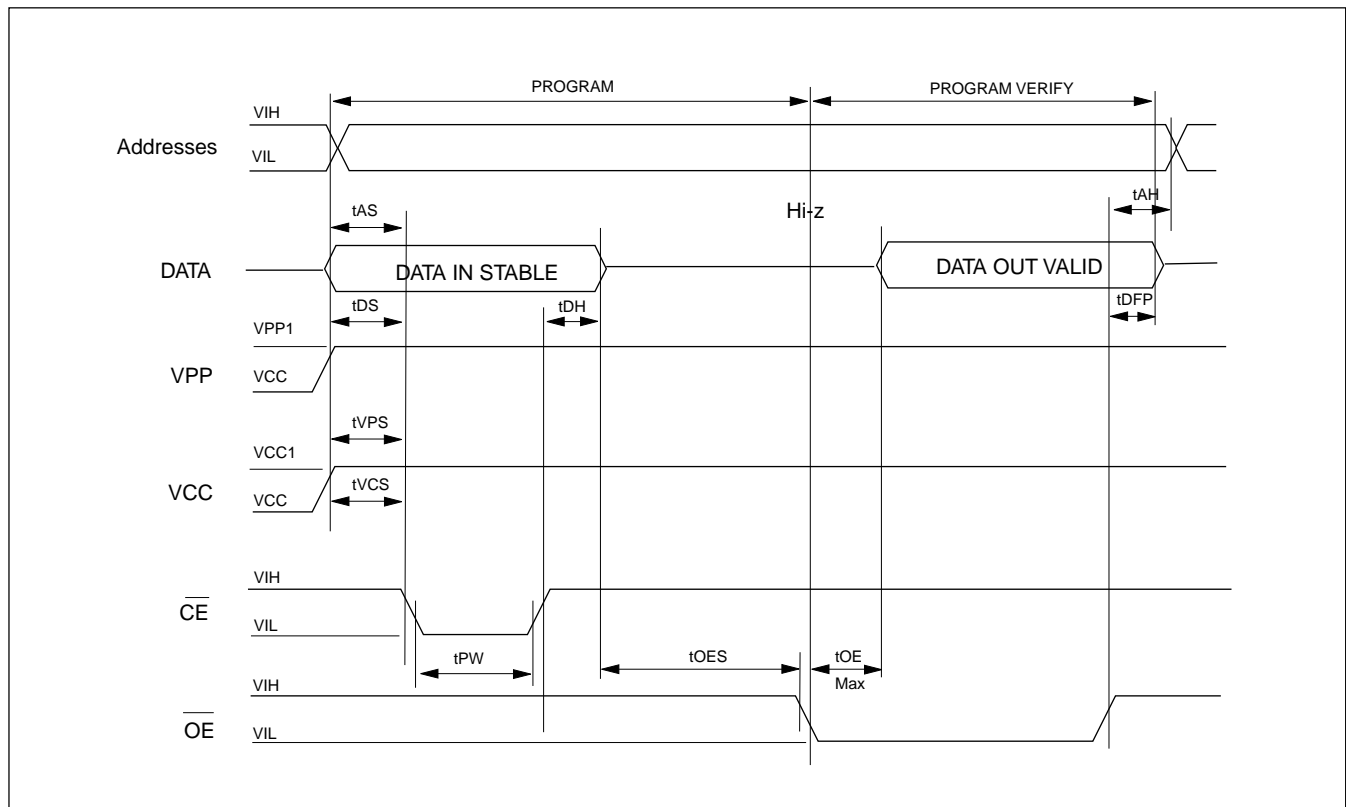 PROGRAM
PROGRAM VERIFY
VIH
Addresses
VIL
tAS
Hi-z
tAH
DATA
DATA IN STABLE
DATA OUT VALID
tDS
tDH
tDFP
VPP1
VPP
VCC
tVPS
VCC1
VCC
VCC
tVCS
VIH
CE
VIL
tPW
tOES
tOE
Max
VIH
OE
VIL